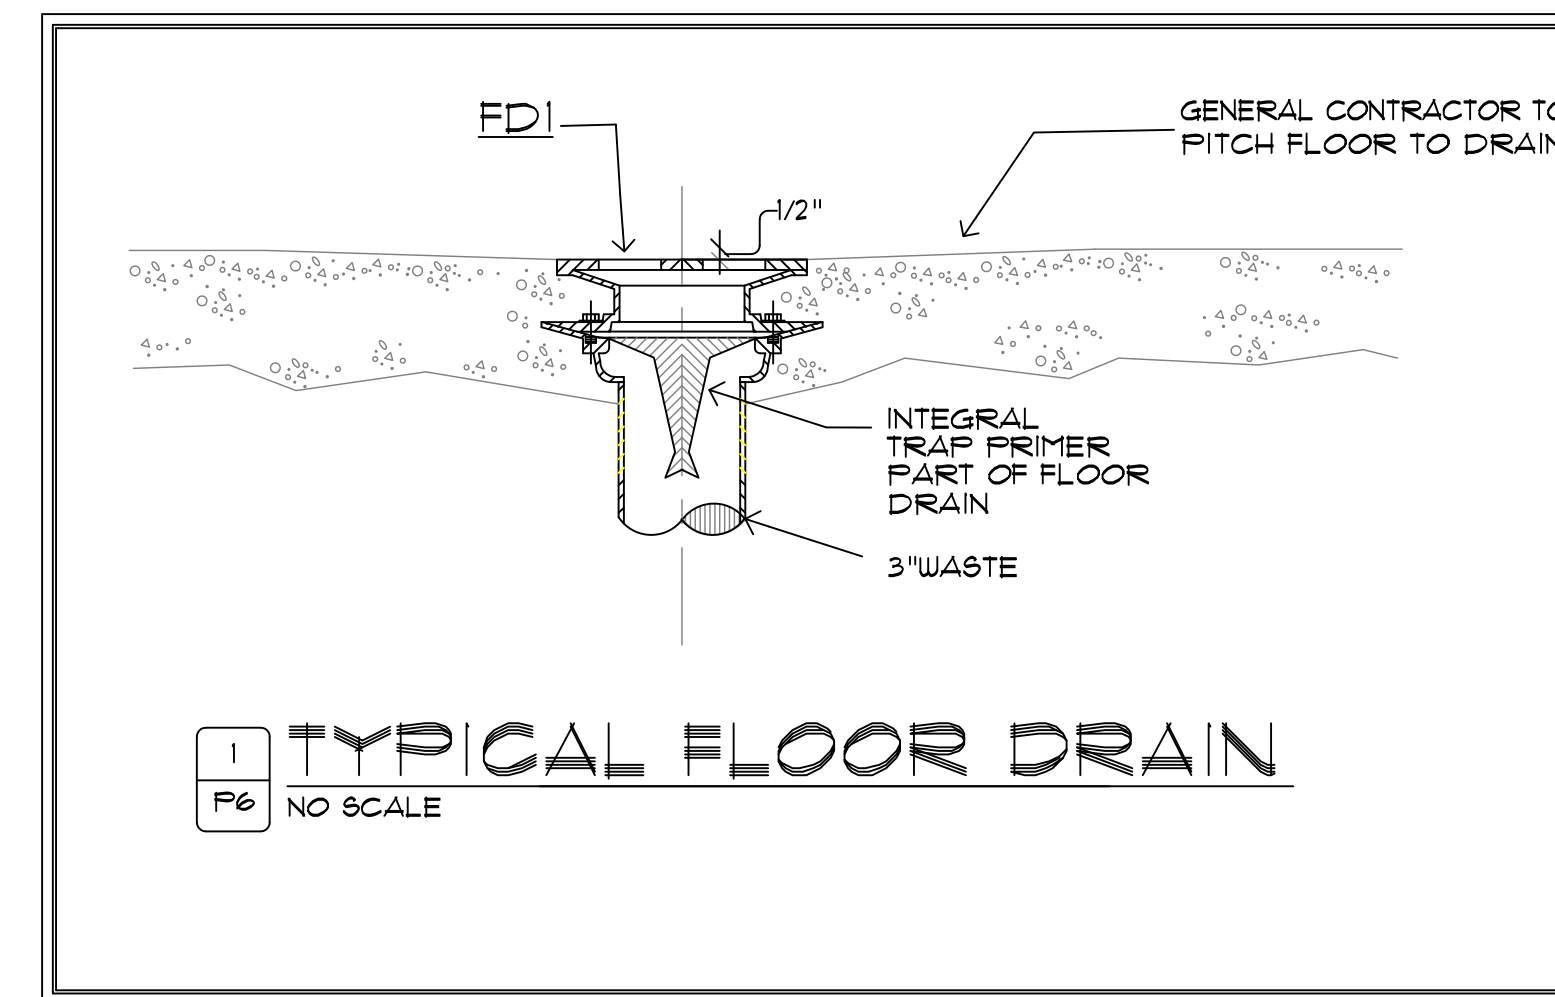 FD1
GENERAL CONTRACTOR TO
PITCH FLOOR TO DRAIN
1/2"
INTEGRAL
TRAP PRIMER
PART OF FLOOR
DRAIN
3"WASTE
1
P6
TYPICAL FLOOR DRAIN
NO SCALE